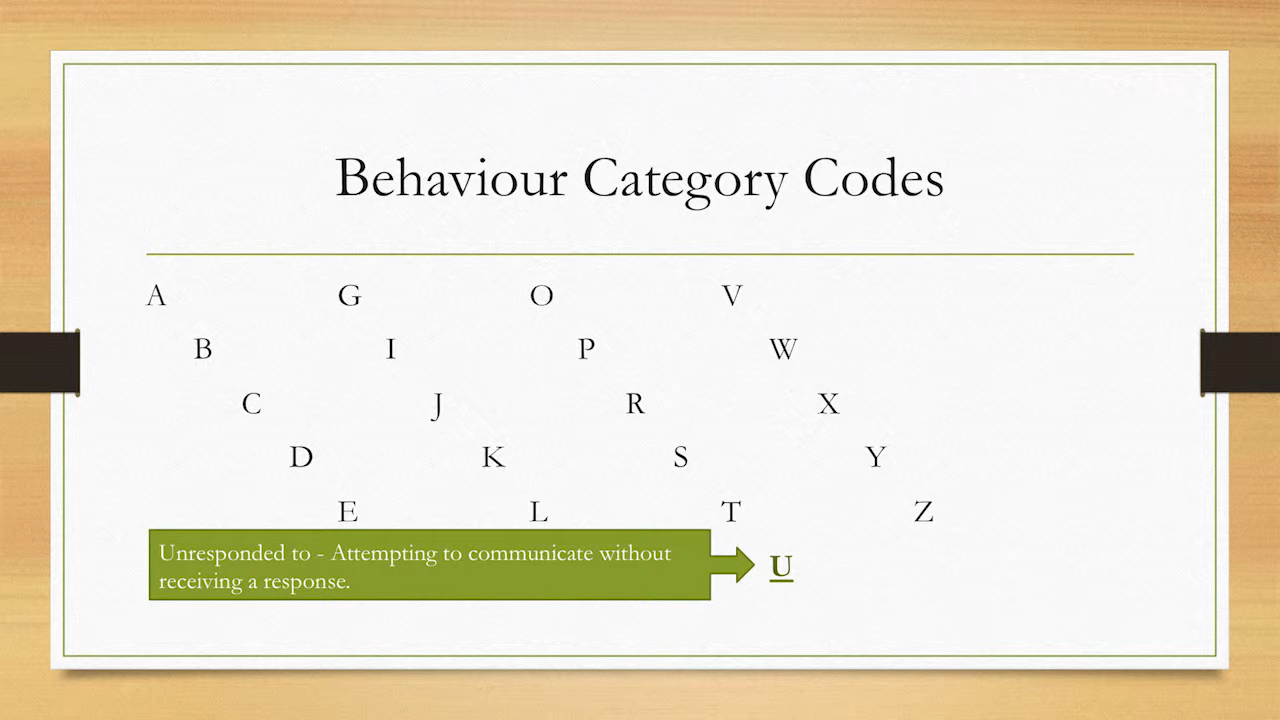 Behaviour Category Codes
A G O V
B I P W
C J R X
D K S Y
E L T Z
Unresponded to - Attempting to communicate without
receiving a response.
U